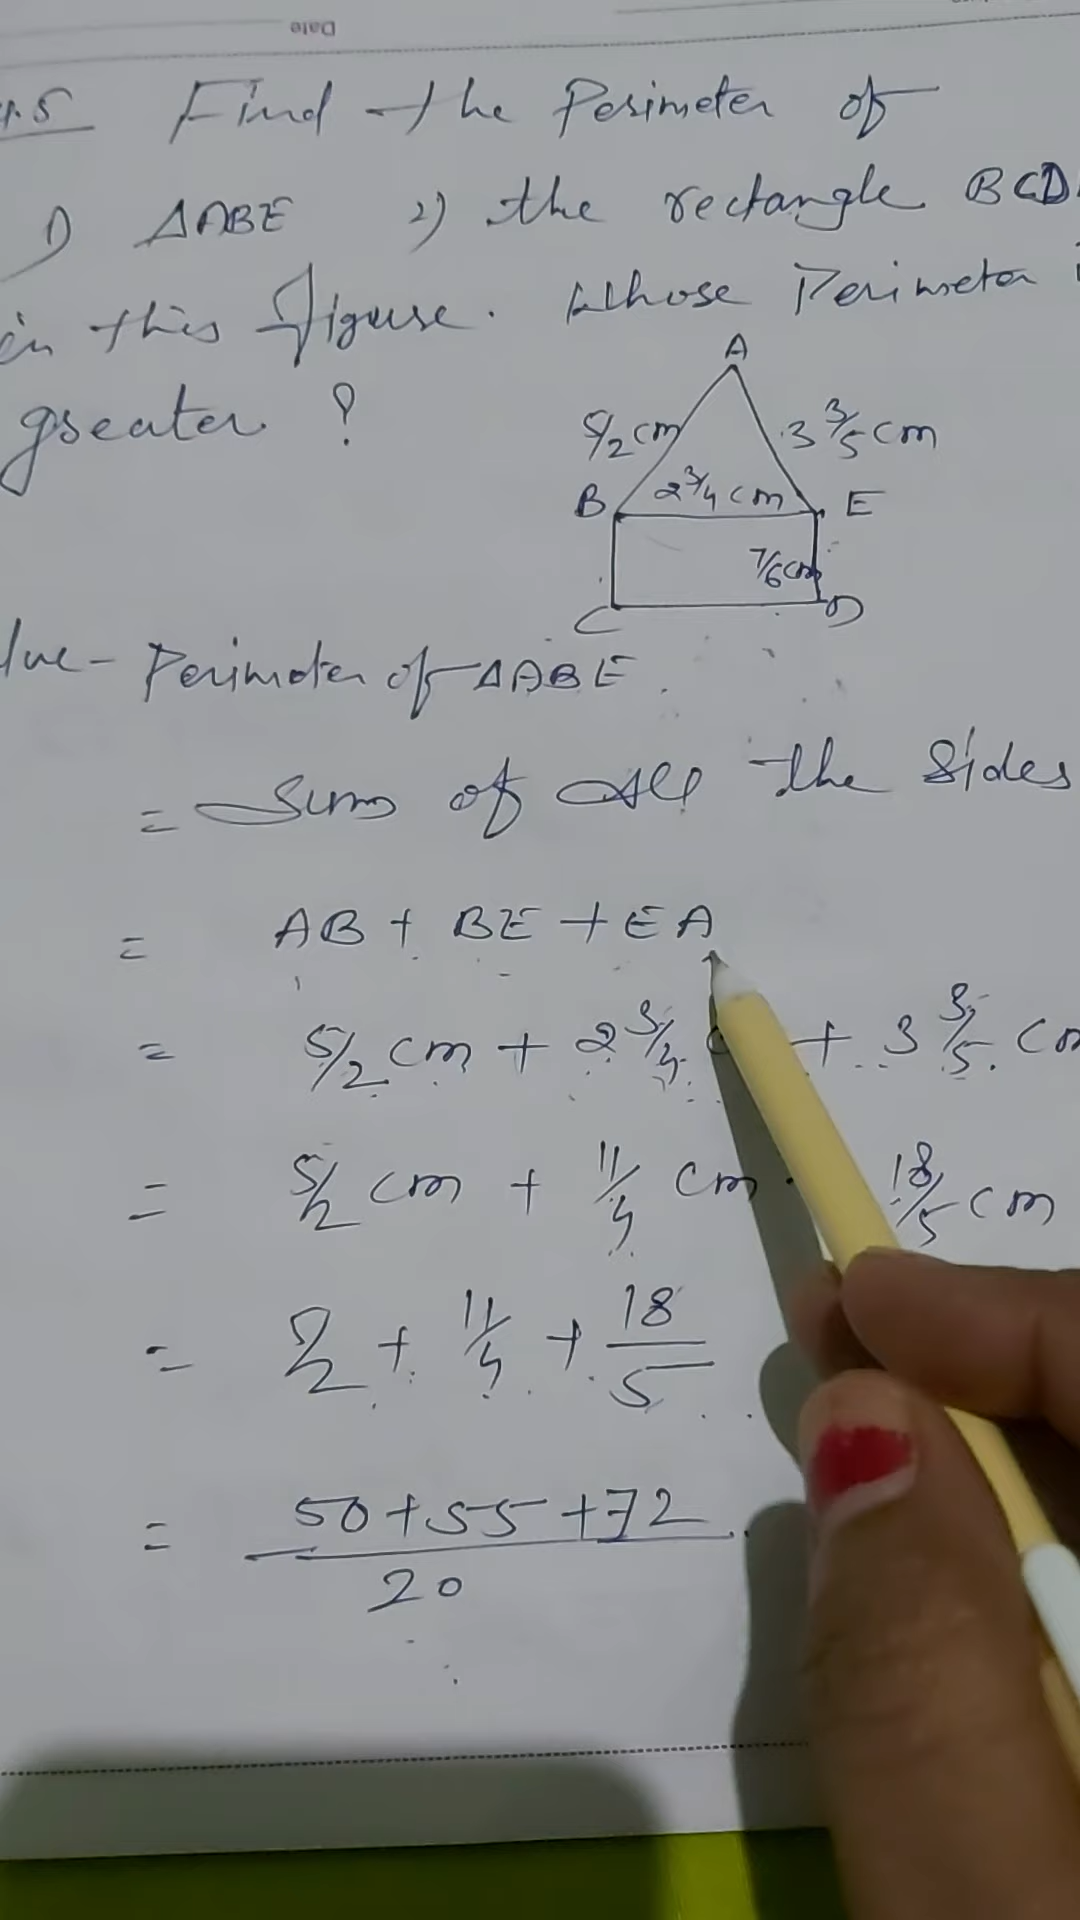 Date
.5 Find the Perimeter of
1) ΔABE 2) the rectangle BCD
in this figure. Whose Perimeter
greater ?
A
5/2 cm 3 3/5 cm
B 2 3/4 cm E
7/6 cm
C D
Perimeter of ΔABE
= Sum of All the Sides
= AB + BE + EA
= 5/2 cm + 2 3/4 + 3 3/5 cm
= 5/2 cm + 11/4 cm 18/5 cm
= 5/2 + 11/4 + 18/5
= 50+55+72
20